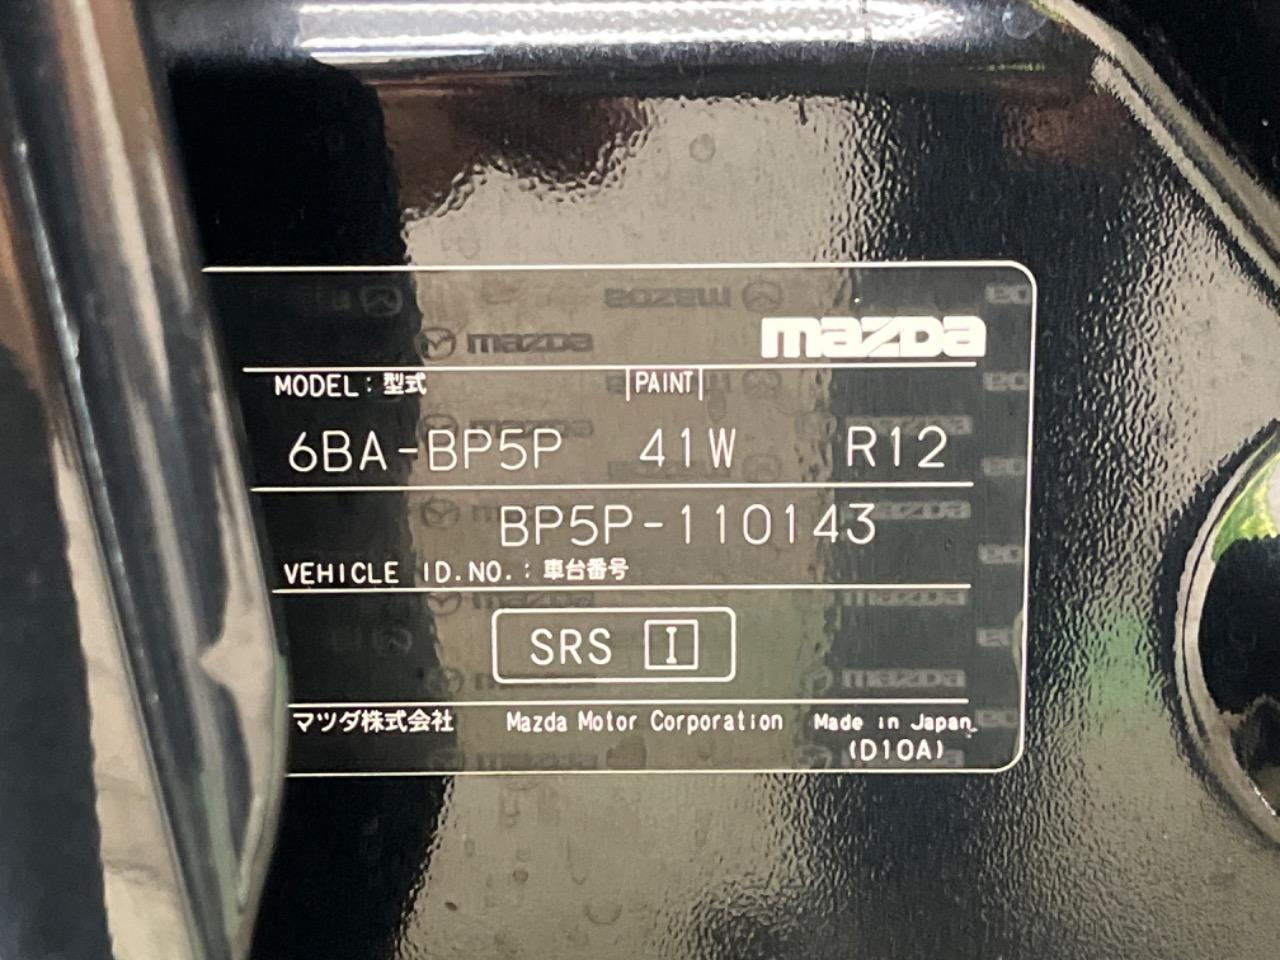 mazda
MODEL : 型式 PAINT
6BA-BP5P 41W R12
BP5P-110143
VEHICLE ID.NO. : 車台番号
SRS I
マツダ株式会社 Mazda Motor Corporation Made in Japan
(D10A)